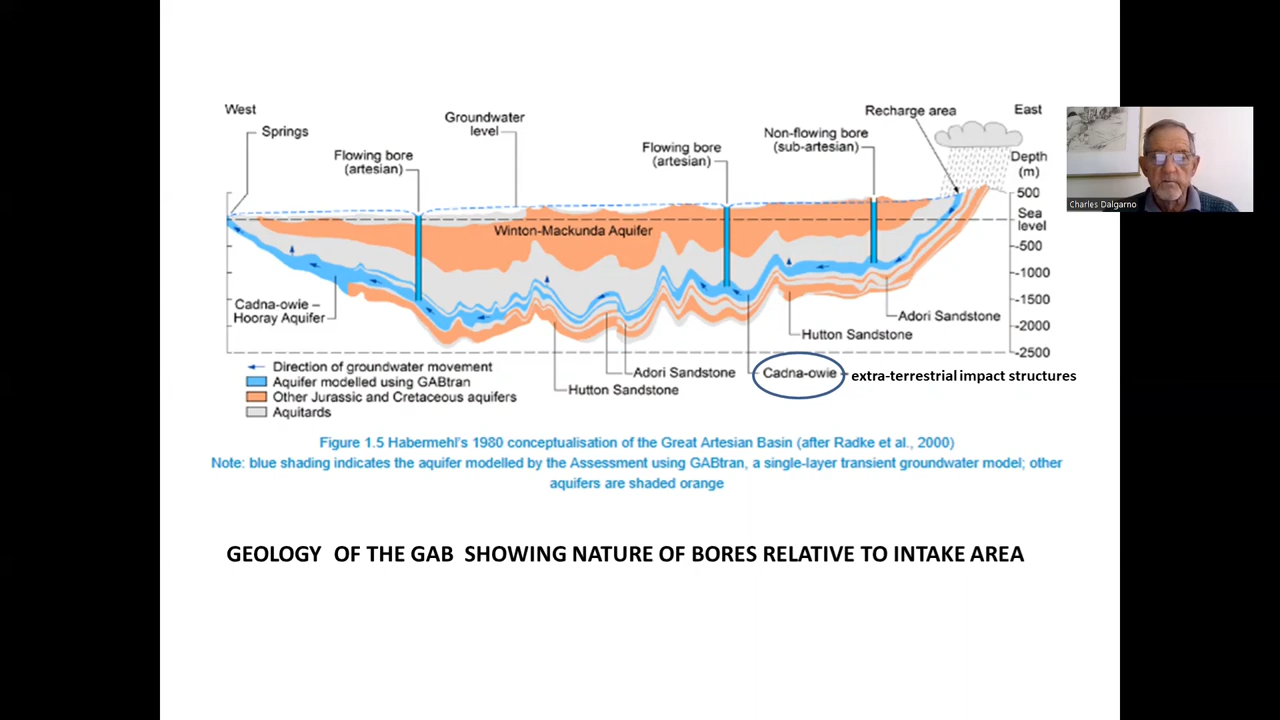 West
East
Springs
Groundwater
level
Recharge area
Flowing bore
(artesian)
Flowing bore
(artesian)
Non-flowing bore
(sub-artesian)
Depth
(m)
500
Sea
level
-500
-1000
-1500
-2000
-2500
Winton-Mackunda Aquifer
Cadna-owie –
Hooray Aquifer
Adori Sandstone
Hutton Sandstone
Adori Sandstone
Hutton Sandstone
Cadna-owie
extra-terrestrial impact structures
Direction of groundwater movement
Aquifer modelled using GABtran
Other Jurassic and Cretaceous aquifers
Aquitards
Figure 1.5 Habermehl's 1980 conceptualisation of the Great Artesian Basin (after Radke et al., 2000)
Note: blue shading indicates the aquifer modelled by the Assessment using GABtran, a single-layer transient groundwater model; other
aquifers are shaded orange
GEOLOGY OF THE GAB SHOWING NATURE OF BORES RELATIVE TO INTAKE AREA
Charles Dalgarno